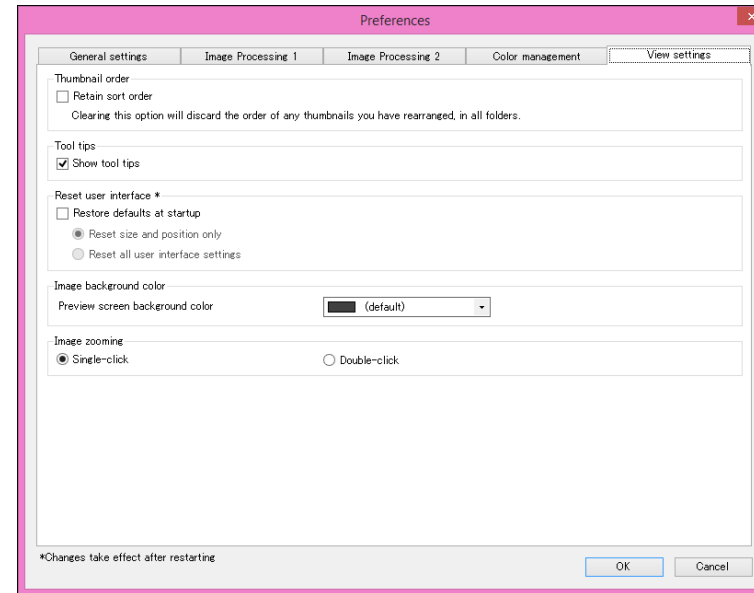 Preferences
General settings
Image Processing 1
Image Processing 2
Color management
View settings
Thumbnail order
Retain sort order
Clearing this option will discard the order of any thumbnails you have rearranged, in all folders.
Tool tips
Show tool tips
Reset user interface *
Restore defaults at startup
Reset size and position only
Reset all user interface settings
Image background color
Preview screen background color
(default)
Image zooming
Single-click
Double-click
*Changes take effect after restarting
OK
Cancel